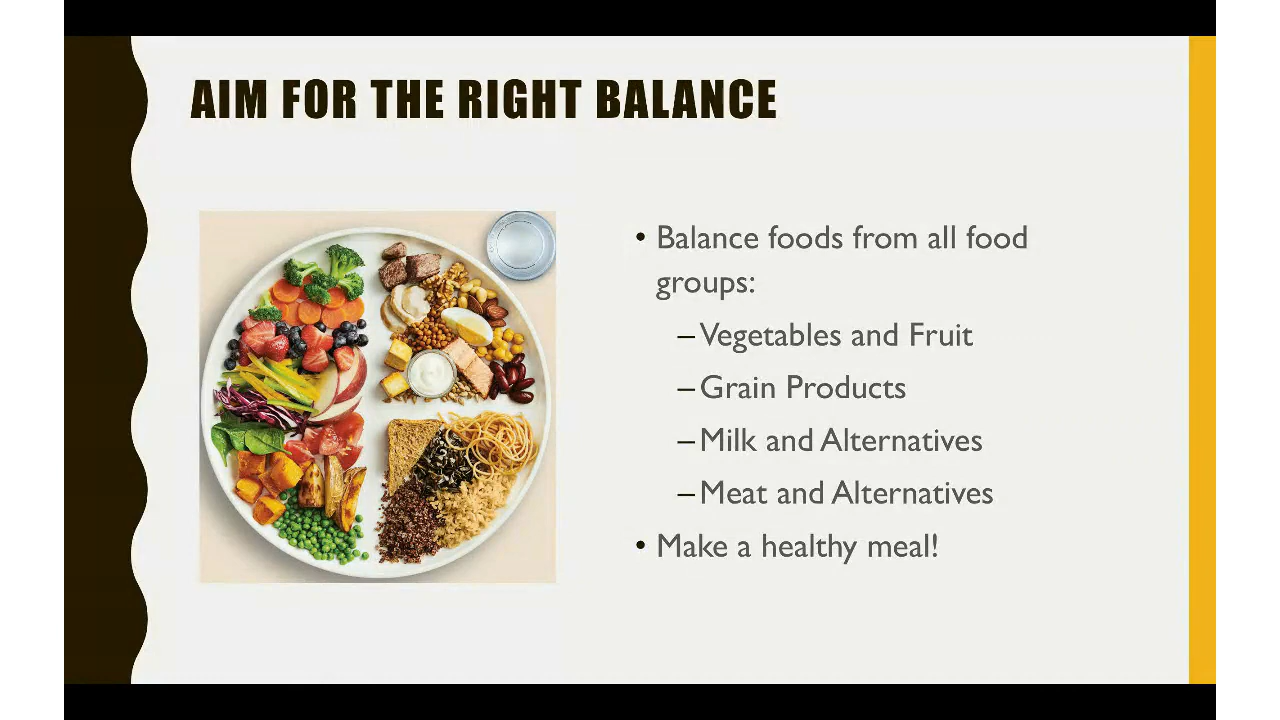 AIM FOR THE RIGHT BALANCE
• Balance foods from all food
groups:
– Vegetables and Fruit
– Grain Products
– Milk and Alternatives
– Meat and Alternatives
• Make a healthy meal!